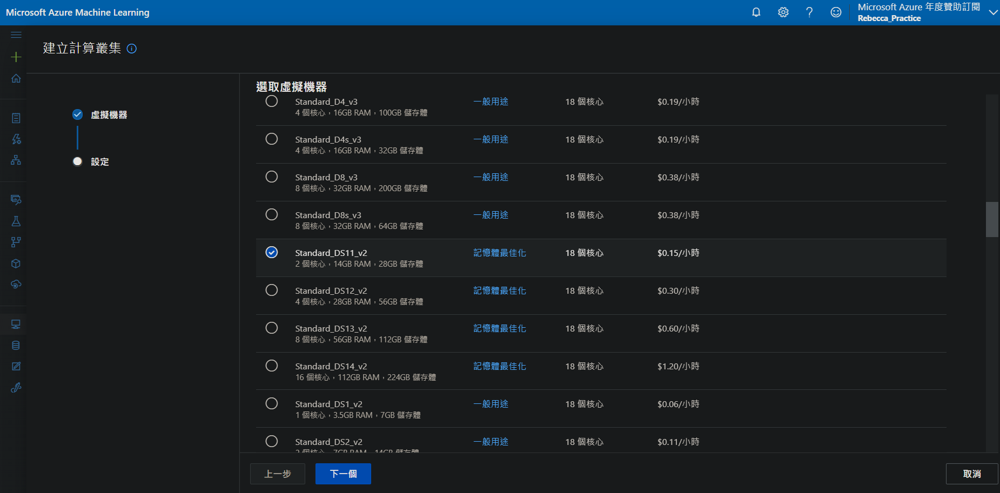 Microsoft Azure Machine Learning
Microsoft Azure 年度贊助訂閱
Rebecca_Practice
建立計算叢集
虛擬機器
設定
選取虛擬機器
Standard_D4_v3 一般用途 18 個核心 $0.19/小時
4 個核心，16GB RAM，100GB 儲存體
Standard_D4s_v3 一般用途 18 個核心 $0.19/小時
4 個核心，16GB RAM，32GB 儲存體
Standard_D8_v3 一般用途 18 個核心 $0.38/小時
8 個核心，32GB RAM，200GB 儲存體
Standard_D8s_v3 一般用途 18 個核心 $0.38/小時
8 個核心，32GB RAM，64GB 儲存體
Standard_DS11_v2 記憶體最佳化 18 個核心 $0.15/小時
2 個核心，14GB RAM，28GB 儲存體
Standard_DS12_v2 記憶體最佳化 18 個核心 $0.30/小時
4 個核心，28GB RAM，56GB 儲存體
Standard_DS13_v2 記憶體最佳化 18 個核心 $0.60/小時
8 個核心，56GB RAM，112GB 儲存體
Standard_DS14_v2 記憶體最佳化 18 個核心 $1.20/小時
16 個核心，112GB RAM，224GB 儲存體
Standard_DS1_v2 一般用途 18 個核心 $0.06/小時
1 個核心，3.5GB RAM，7GB 儲存體
Standard_DS2_v2 一般用途 18 個核心 $0.11/小時
2 個核心，7GB RAM，14GB 儲存體
上一步
下一個
取消